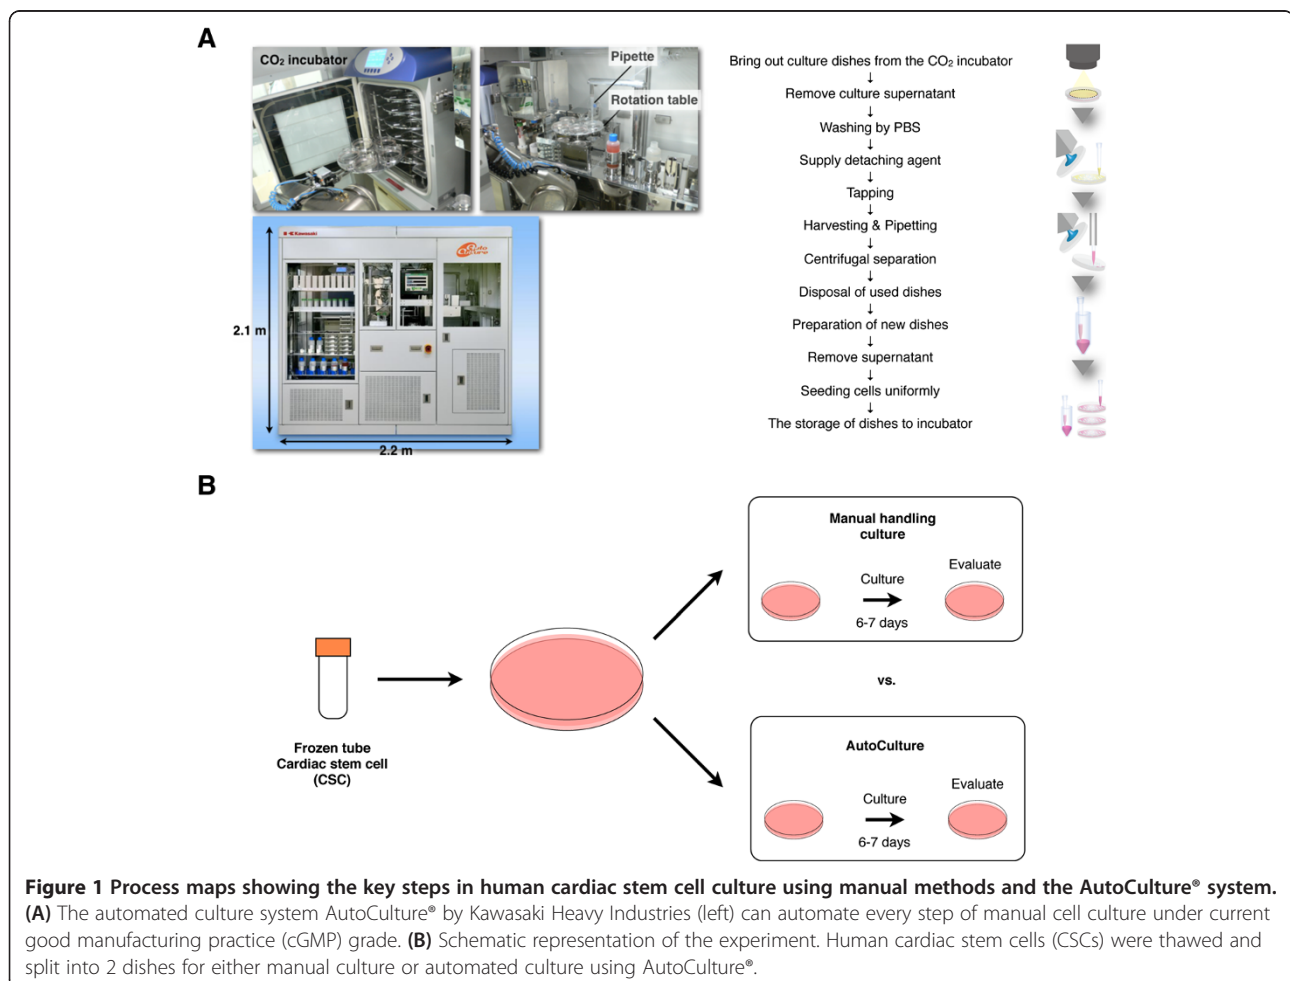 A
CO₂ incubator
Pipette
Rotation table
Kawasaki
Auto
Culture
2.1 m
2.2 m
Bring out culture dishes from the CO₂ incubator
↓
Remove culture supernatant
↓
Washing by PBS
↓
Supply detaching agent
↓
Tapping
↓
Harvesting & Pipetting
↓
Centrifugal separation
↓
Disposal of used dishes
↓
Preparation of new dishes
↓
Remove supernatant
↓
Seeding cells uniformly
↓
The storage of dishes to incubator
B
Frozen tube
Cardiac stem cell
(CSC)
Manual handling
culture
Culture
6-7 days
Evaluate
vs.
AutoCulture
Culture
6-7 days
Evaluate
Figure 1 Process maps showing the key steps in human cardiac stem cell culture using manual methods and the AutoCulture® system.
(A) The automated culture system AutoCulture® by Kawasaki Heavy Industries (left) can automate every step of manual cell culture under current
good manufacturing practice (cGMP) grade. (B) Schematic representation of the experiment. Human cardiac stem cells (CSCs) were thawed and
split into 2 dishes for either manual culture or automated culture using AutoCulture®.